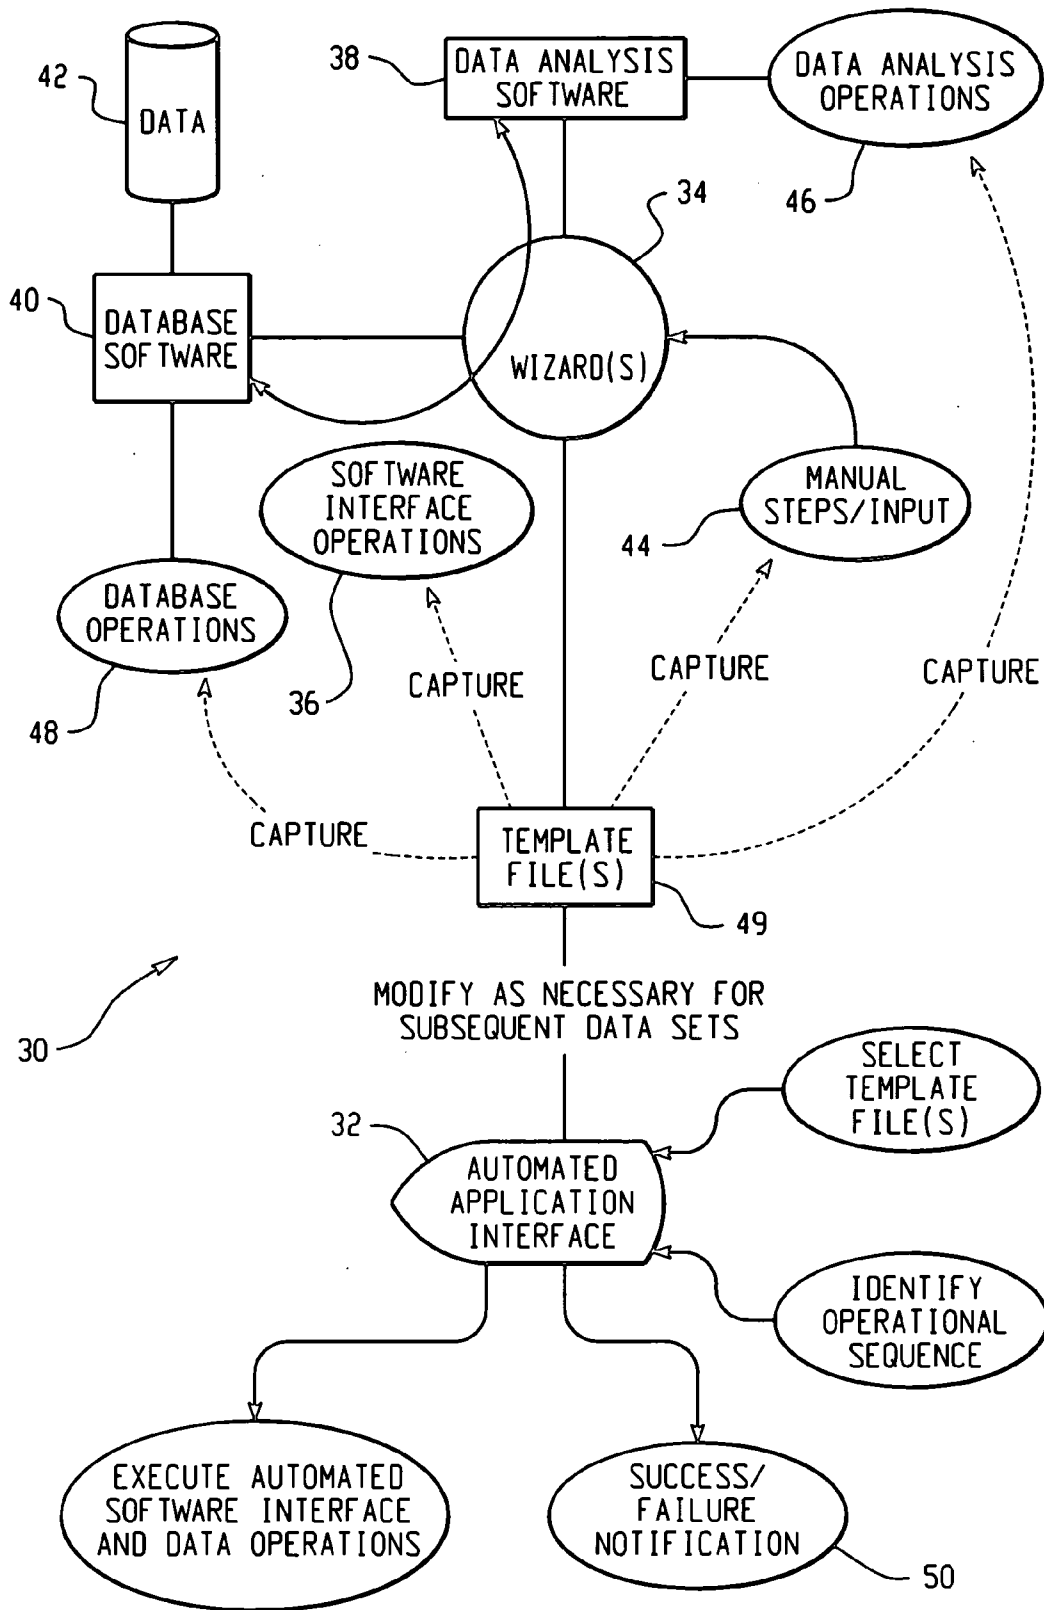 42
DATA
38
DATA ANALYSIS
SOFTWARE
DATA ANALYSIS
OPERATIONS
46
34
40
DATABASE
SOFTWARE
WIZARD(S)
SOFTWARE
INTERFACE
OPERATIONS
36
MANUAL
STEPS/INPUT
44
DATABASE
OPERATIONS
48
CAPTURE
CAPTURE
CAPTURE
CAPTURE
TEMPLATE
FILE(S)
49
MODIFY AS NECESSARY FOR
SUBSEQUENT DATA SETS
30
SELECT
TEMPLATE
FILE(S)
32
AUTOMATED
APPLICATION
INTERFACE
IDENTIFY
OPERATIONAL
SEQUENCE
EXECUTE AUTOMATED
SOFTWARE INTERFACE
AND DATA OPERATIONS
SUCCESS/
FAILURE
NOTIFICATION
50